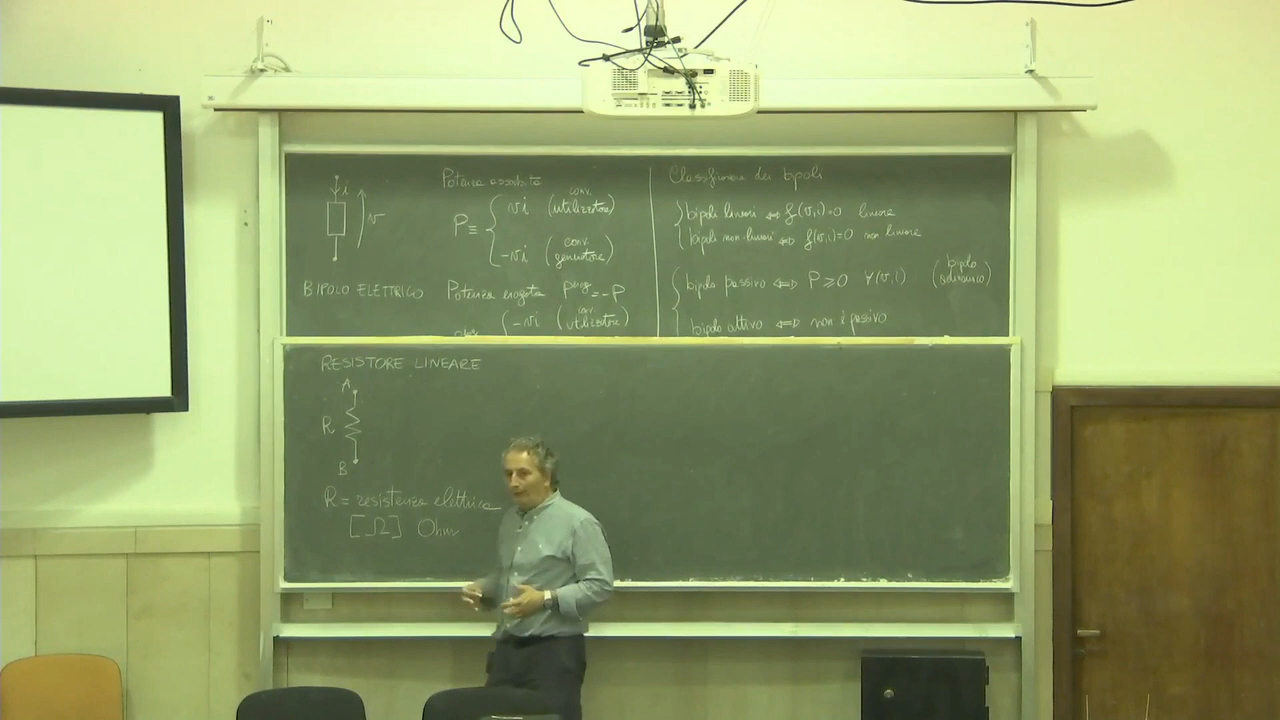 i
v
BIPOLO ELETTRICO
Potenza assorbita
P ≡ { vi (conv. utilizzatore)
-vi (conv. generatore)
Potenza erogata Perog = -P
{ -vi (conv. utilizzatore)
Classificazione dei bipoli
bipoli lineari ⇔ f(v,i)=0 lineare
bipoli non-lineari ⇔ f(v,i)=0 non lineare
bipolo passivo ⇔ P ≥ 0 ∀(v,i) (bipolo
bipolo attivo ⇔ non è passivo
RESISTORE LINEARE
A
R
B
R = resistenza elettrica
[Ω] Ohm